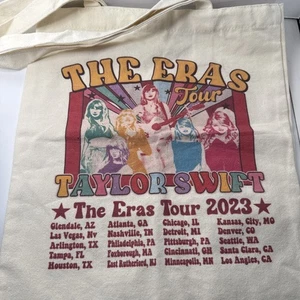 THE ERAS
Tour
TAYLOR SWIFT
The Eras Tour 2023
Glendale, AZ Atlanta, GA Chicago, IL Kansas, City, MO
Las Vegas, Nv Nashville, TN Detroit, MI Denver, CO
Arlington, TX Philadelphia, PA Pittsburgh, PA Seattle, WA
Tampa, FL Foxborough, MA Cincinnati, OH Santa Clara, CA
Houston, TX East Rutherford, NJ Minneapolis, MN Los Angeles, CA